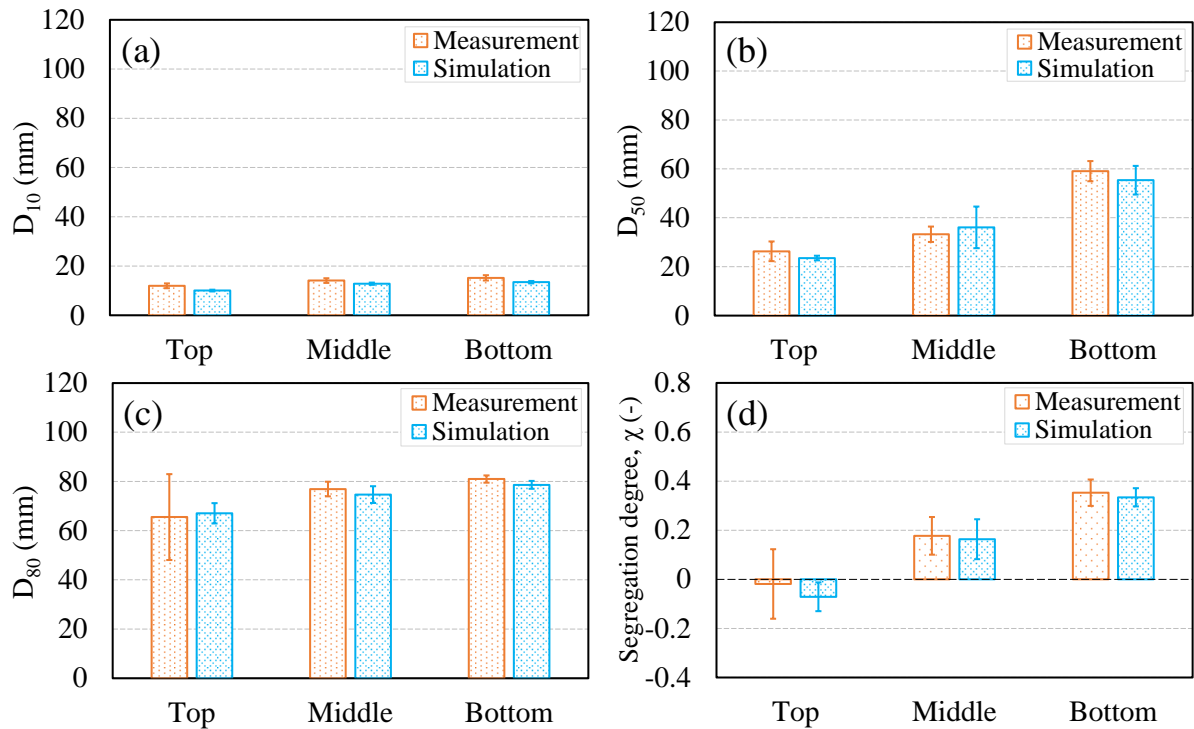 (a)
Measurement
Simulation
120
100
80
60
40
20
0
D₁₀ (mm)
Top Middle Bottom
(b)
Measurement
Simulation
120
100
80
60
40
20
0
D₅₀ (mm)
Top Middle Bottom
(c)
Measurement
Simulation
120
100
80
60
40
20
0
D₈₀ (mm)
Top Middle Bottom
(d)
Measurement
Simulation
0.8
0.6
0.4
0.2
0
-0.2
-0.4
Segregation degree, χ (-)
Top Middle Bottom